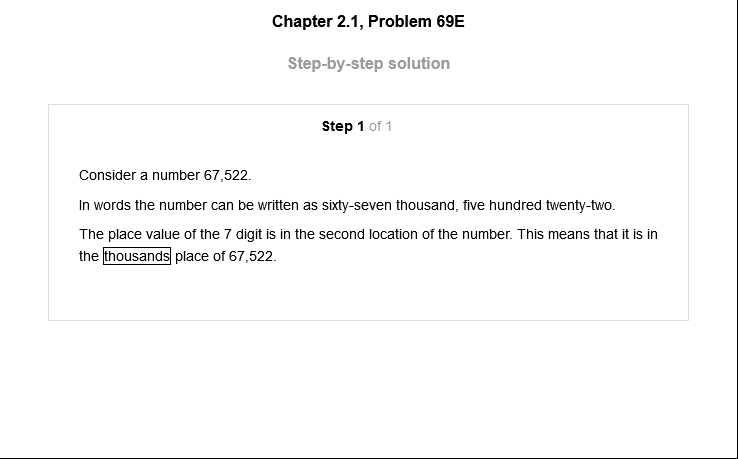 Chapter 2.1, Problem 69E
Step-by-step solution
Step 1 of 1
Consider a number 67,522.
In words the number can be written as sixty-seven thousand, five hundred twenty-two.
The place value of the 7 digit is in the second location of the number. This means that it is in
the thousands place of 67,522.